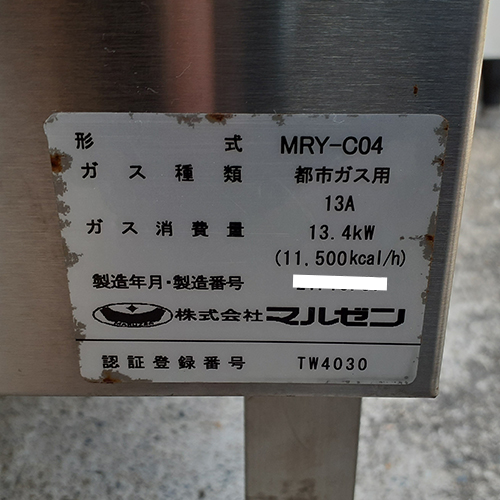 形式 MRY-C04
ガス種類 都市ガス用
13A
ガス消費量 13.4kW
(11,500kcal/h)
製造年月・製造番号
MARUZEN 株式会社マルゼン
認証登録番号 TW4030